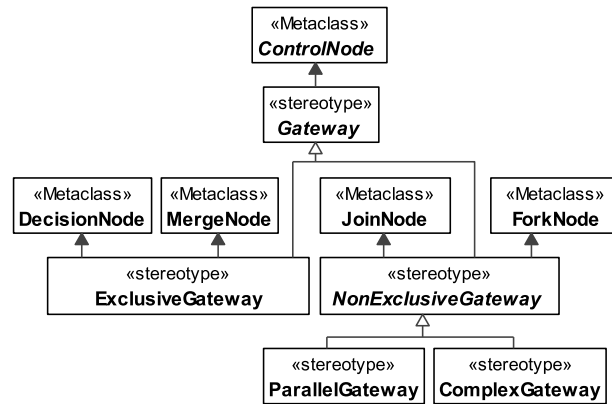 «Metaclass»
ControlNode
«stereotype»
Gateway
«Metaclass»
DecisionNode
«Metaclass»
MergeNode
«Metaclass»
JoinNode
«Metaclass»
ForkNode
«stereotype»
ExclusiveGateway
«stereotype»
NonExclusiveGateway
«stereotype»
ParallelGateway
«stereotype»
ComplexGateway